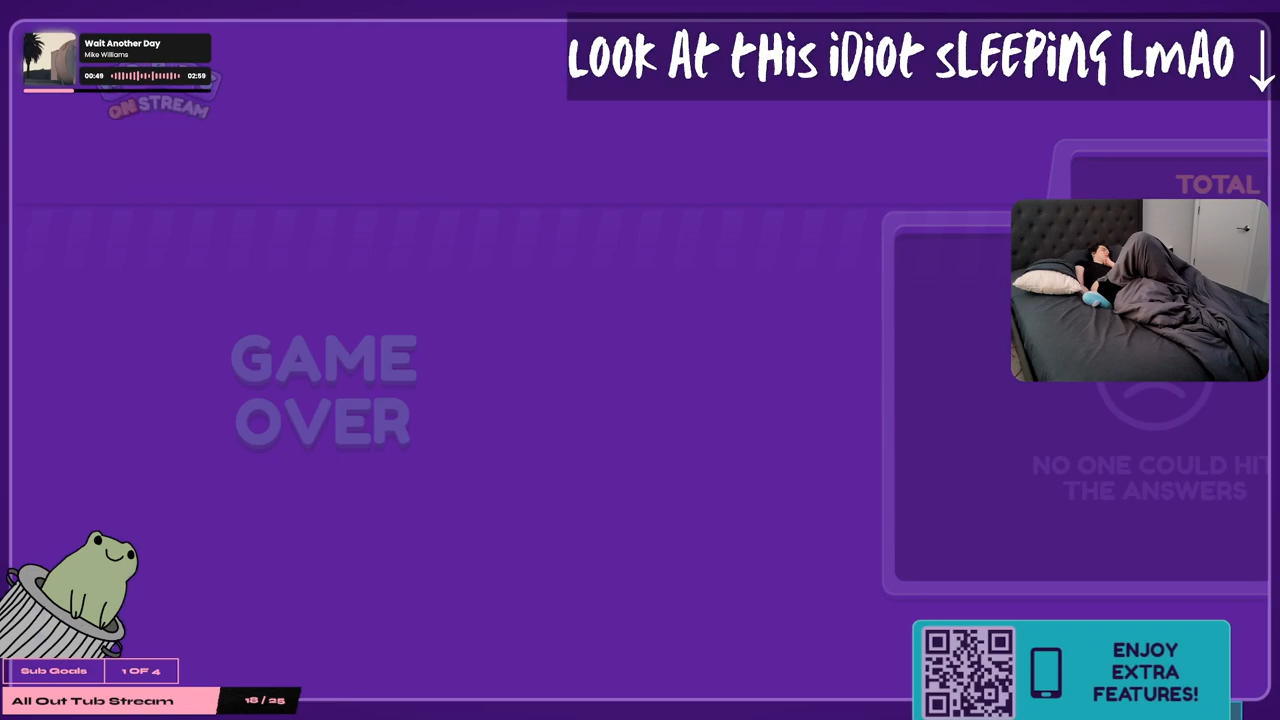 Wait Another Day
Mike Williams
00:49
02:59
ON STREAM
LOOK At tHis iDiot sLEEPiNG LmAO ↓
TOTAL
GAME
OVER
NO ONE COULD HIT
THE ANSWERS
Sub Goals
1 OF 4
All Out Tub Stream
18 / 25
ENJOY
EXTRA
FEATURES!